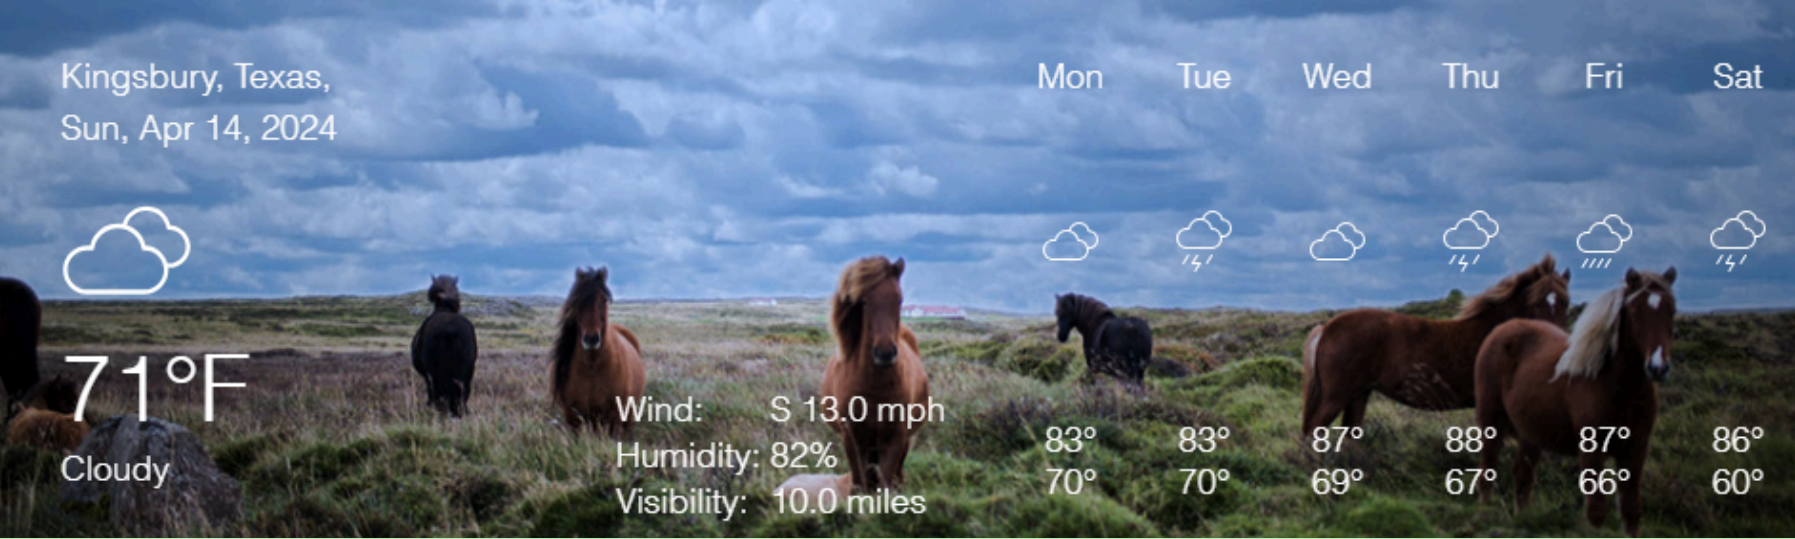 Kingsbury, Texas,
Sun, Apr 14, 2024
71°F
Cloudy
Wind: S 13.0 mph
Humidity: 82%
Visibility: 10.0 miles
Mon Tue Wed Thu Fri Sat
83° 83° 87° 88° 87° 86°
70° 70° 69° 67° 66° 60°